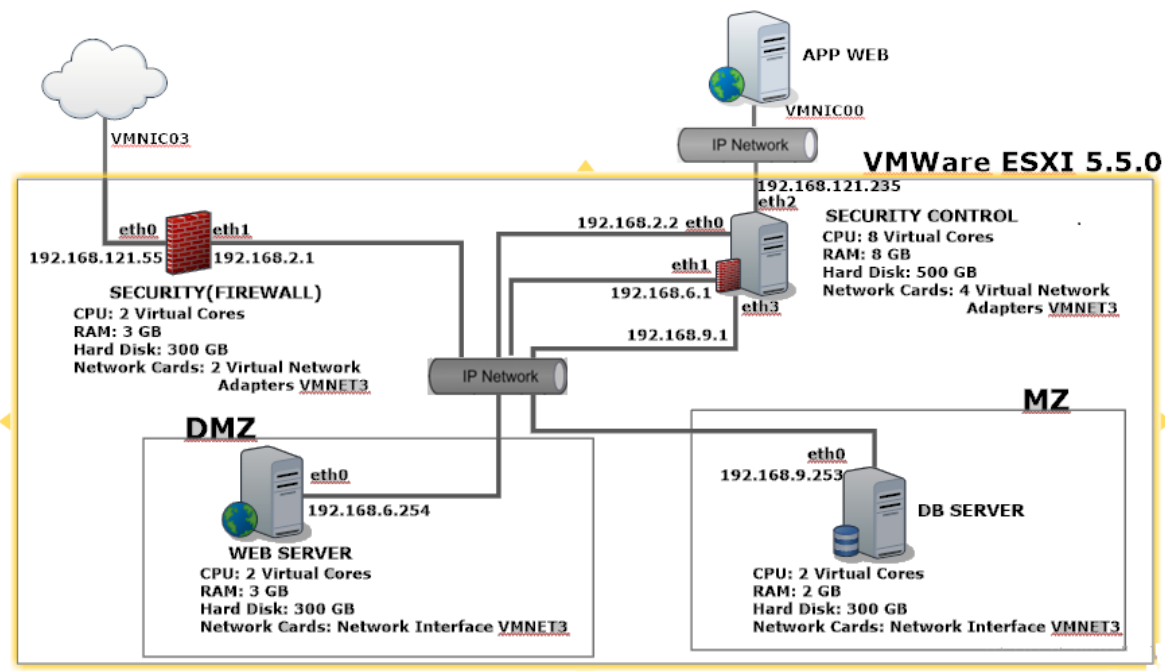 APP WEB
VMNIC00
VMNIC03
IP Network
VMWare ESXI 5.5.0
192.168.121.235
eth2
192.168.2.2 eth0
SECURITY CONTROL
CPU: 8 Virtual Cores
RAM: 8 GB
Hard Disk: 500 GB
Network Cards: 4 Virtual Network
Adapters VMNET3
eth1
192.168.6.1
eth3
192.168.9.1
eth0
eth1
192.168.121.55
192.168.2.1
SECURITY(FIREWALL)
CPU: 2 Virtual Cores
RAM: 3 GB
Hard Disk: 300 GB
Network Cards: 2 Virtual Network
Adapters VMNET3
IP Network
DMZ
eth0
192.168.6.254
WEB SERVER
CPU: 2 Virtual Cores
RAM: 3 GB
Hard Disk: 300 GB
Network Cards: Network Interface VMNET3
MZ
eth0
192.168.9.253
DB SERVER
CPU: 2 Virtual Cores
RAM: 2 GB
Hard Disk: 300 GB
Network Cards: Network Interface VMNET3